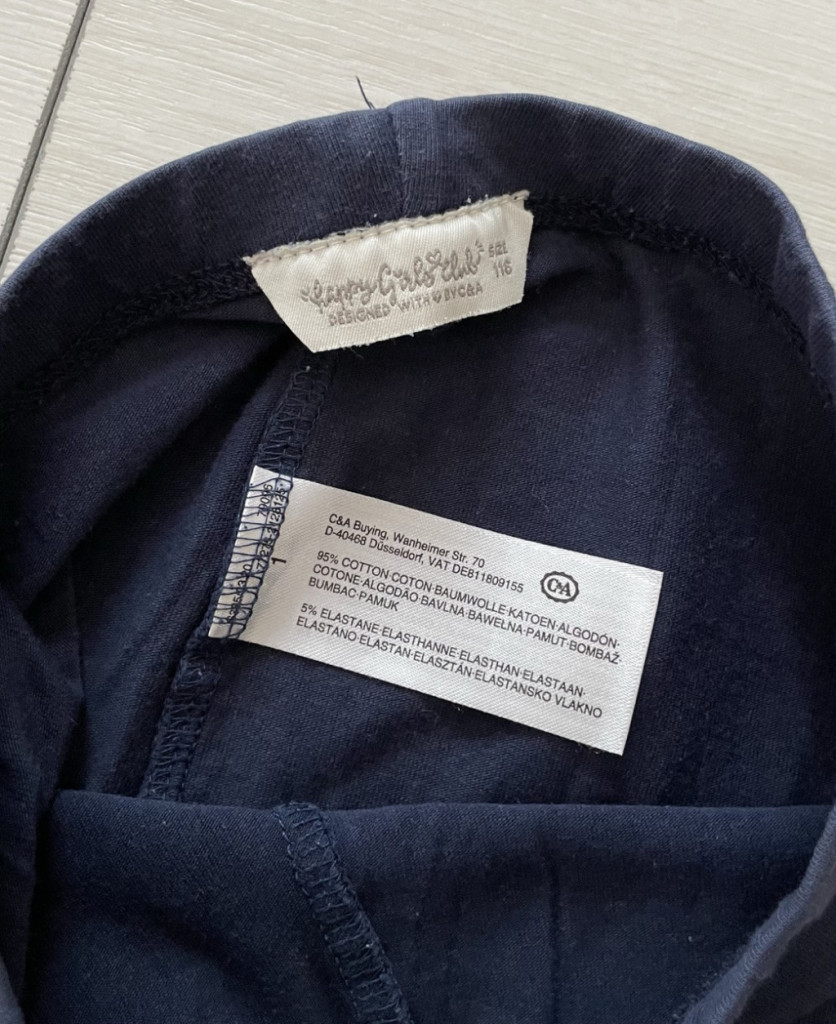 Happy Girls Club
SIZE
116
DESIGNED WITH ♥ BY C&A
C&A Buying, Wanheimer Str. 70
D-40468 Düsseldorf, VAT DE811809155
C&A
95% COTTON·COTON·BAUMWOLLE·KATOEN·ALGODÓN·
COTONE·ALGODÃO·BAVLNA·BAWEŁNA·PAMUT·BOMBAŽ·
BUMBAC·PAMUK
5% ELASTANE·ELASTHANNE·ELASTHAN·ELASTAAN·
ELASTANO·ELASTAN·ELASZTÁN·ELASTANSKO VLAKNO
1